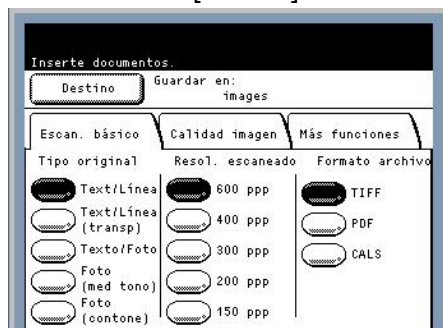 Inserte documentos.
Destino
Guardar en:
images
Escan. básico
Calidad imagen
Más funciones
Tipo original
Resol. escaneado
Formato archivo
Text/Línea
600 ppp
TIFF
Text/Línea
(transp)
400 ppp
PDF
Texto/Foto
300 ppp
CALS
Foto
(med tono)
200 ppp
Foto
(contone)
150 ppp